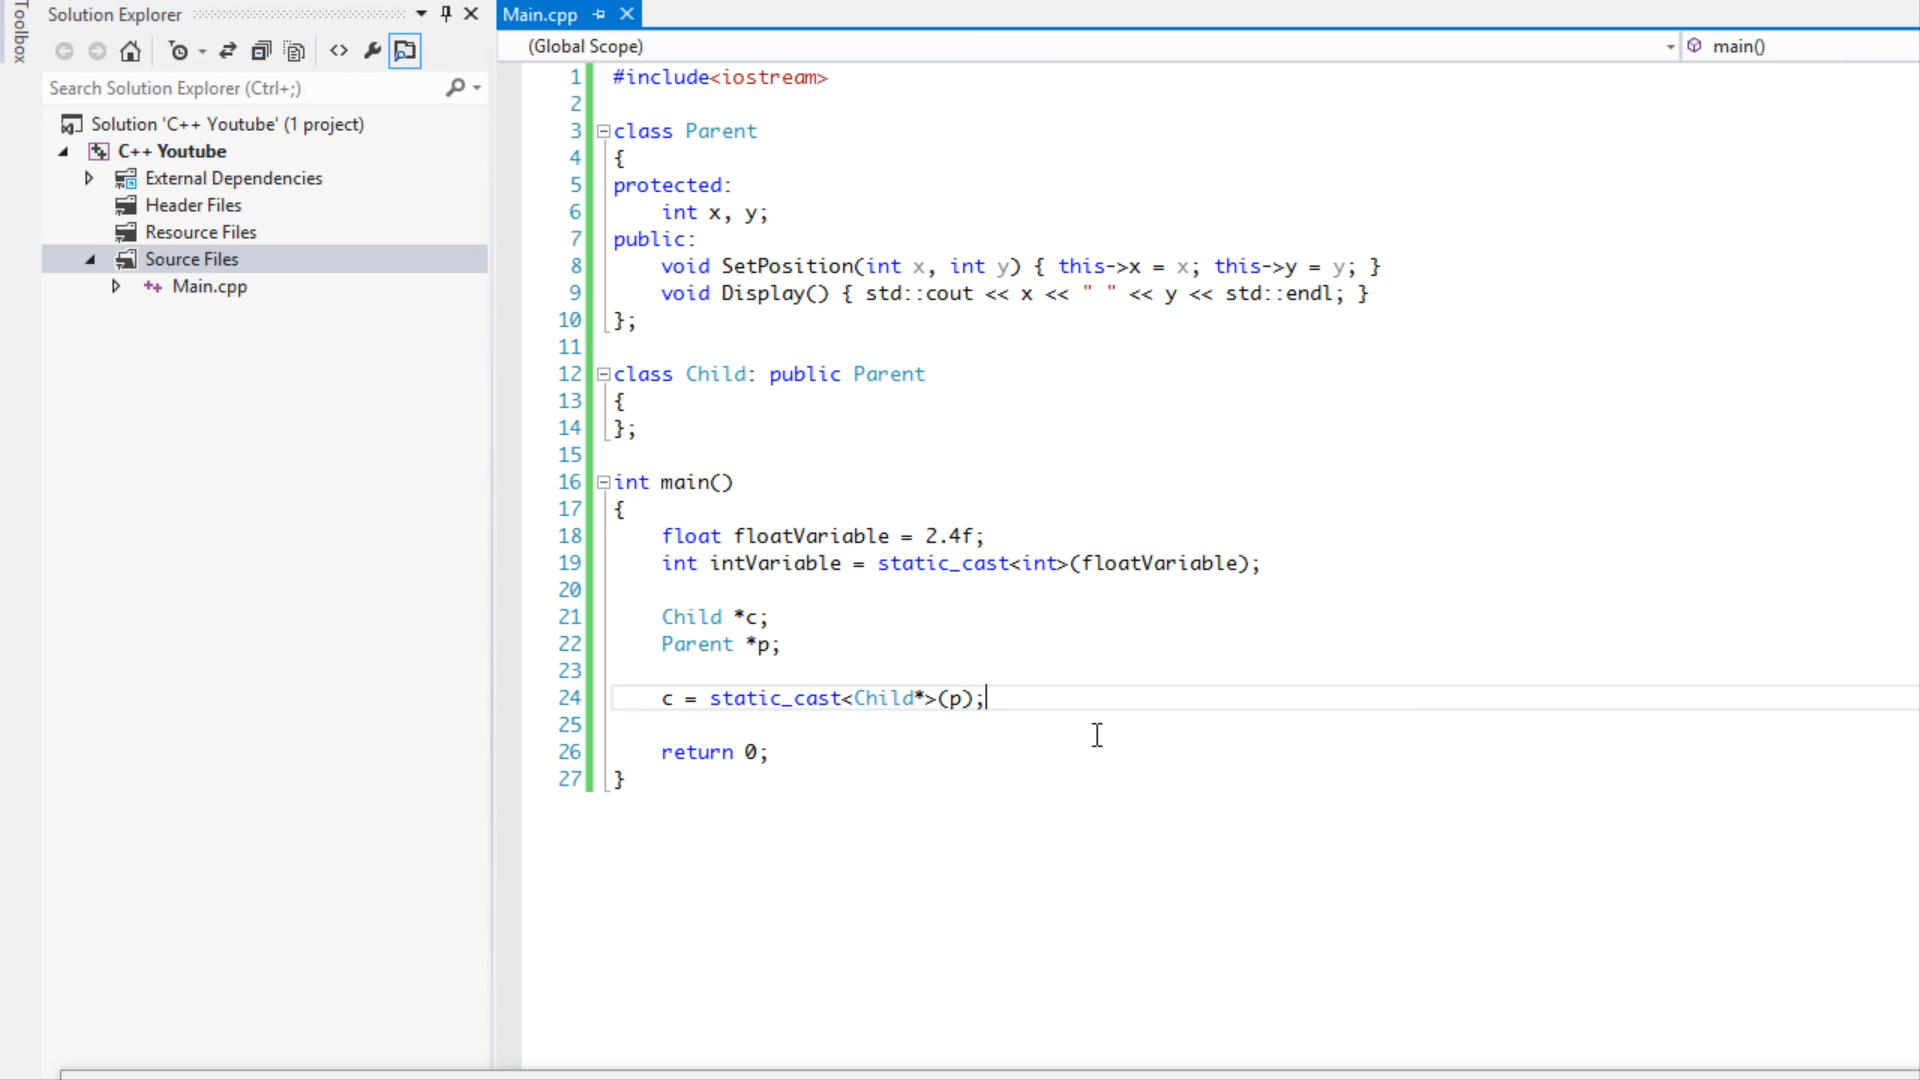 Toolbox
Solution Explorer
Search Solution Explorer (Ctrl+;)
Solution 'C++ Youtube' (1 project)
C++ Youtube
External Dependencies
Header Files
Resource Files
Source Files
Main.cpp
Main.cpp
(Global Scope)
main()
1 #include<iostream>
2
3 class Parent
4 {
5 protected:
6     int x, y;
7 public:
8     void SetPosition(int x, int y) { this->x = x; this->y = y; }
9     void Display() { std::cout << x << " " << y << std::endl; }
10 };
11
12 class Child: public Parent
13 {
14 };
15
16 int main()
17 {
18     float floatVariable = 2.4f;
19     int intVariable = static_cast<int>(floatVariable);
20
21     Child *c;
22     Parent *p;
23
24     c = static_cast<Child*>(p);
25
26     return 0;
27 }